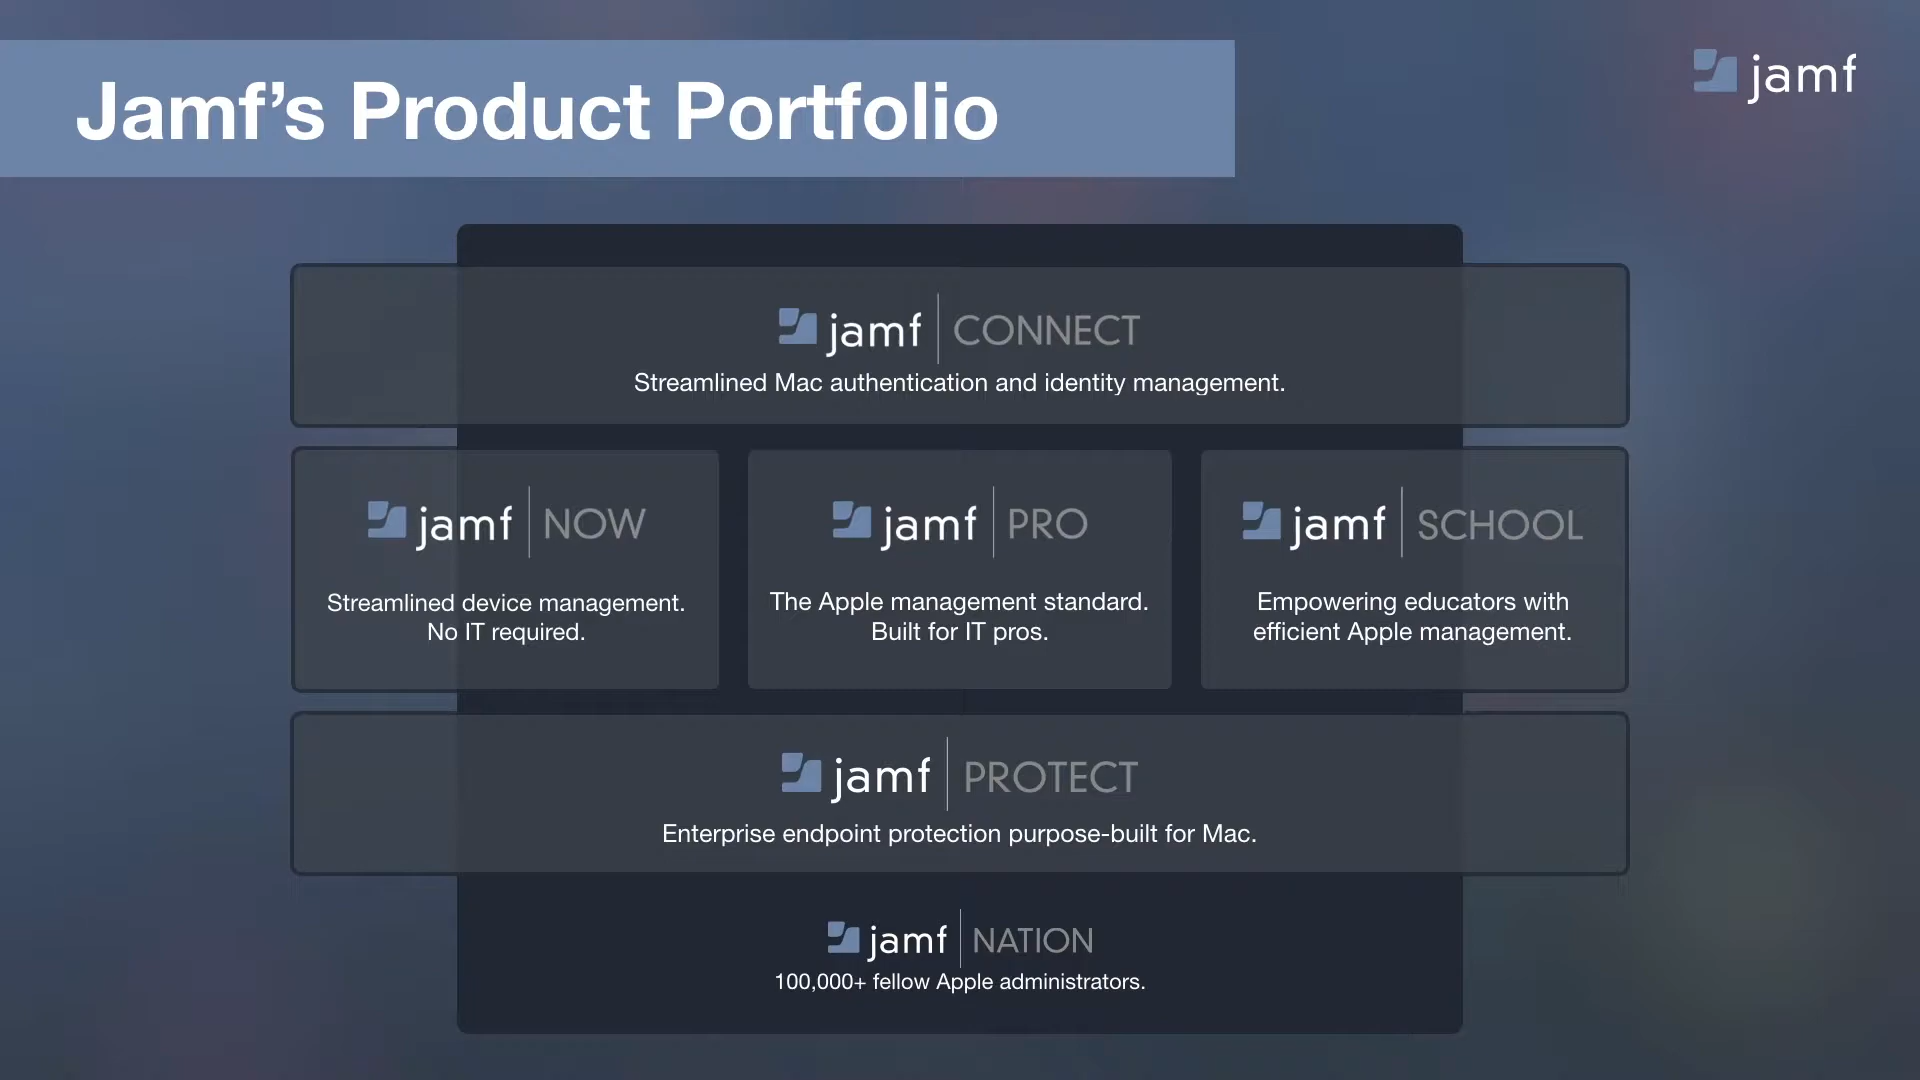 Jamf’s Product Portfolio
jamf
jamf CONNECT
Streamlined Mac authentication and identity management.
jamf NOW
Streamlined device management.
No IT required.
jamf PRO
The Apple management standard.
Built for IT pros.
jamf SCHOOL
Empowering educators with
efficient Apple management.
jamf PROTECT
Enterprise endpoint protection purpose-built for Mac.
jamf NATION
100,000+ fellow Apple administrators.